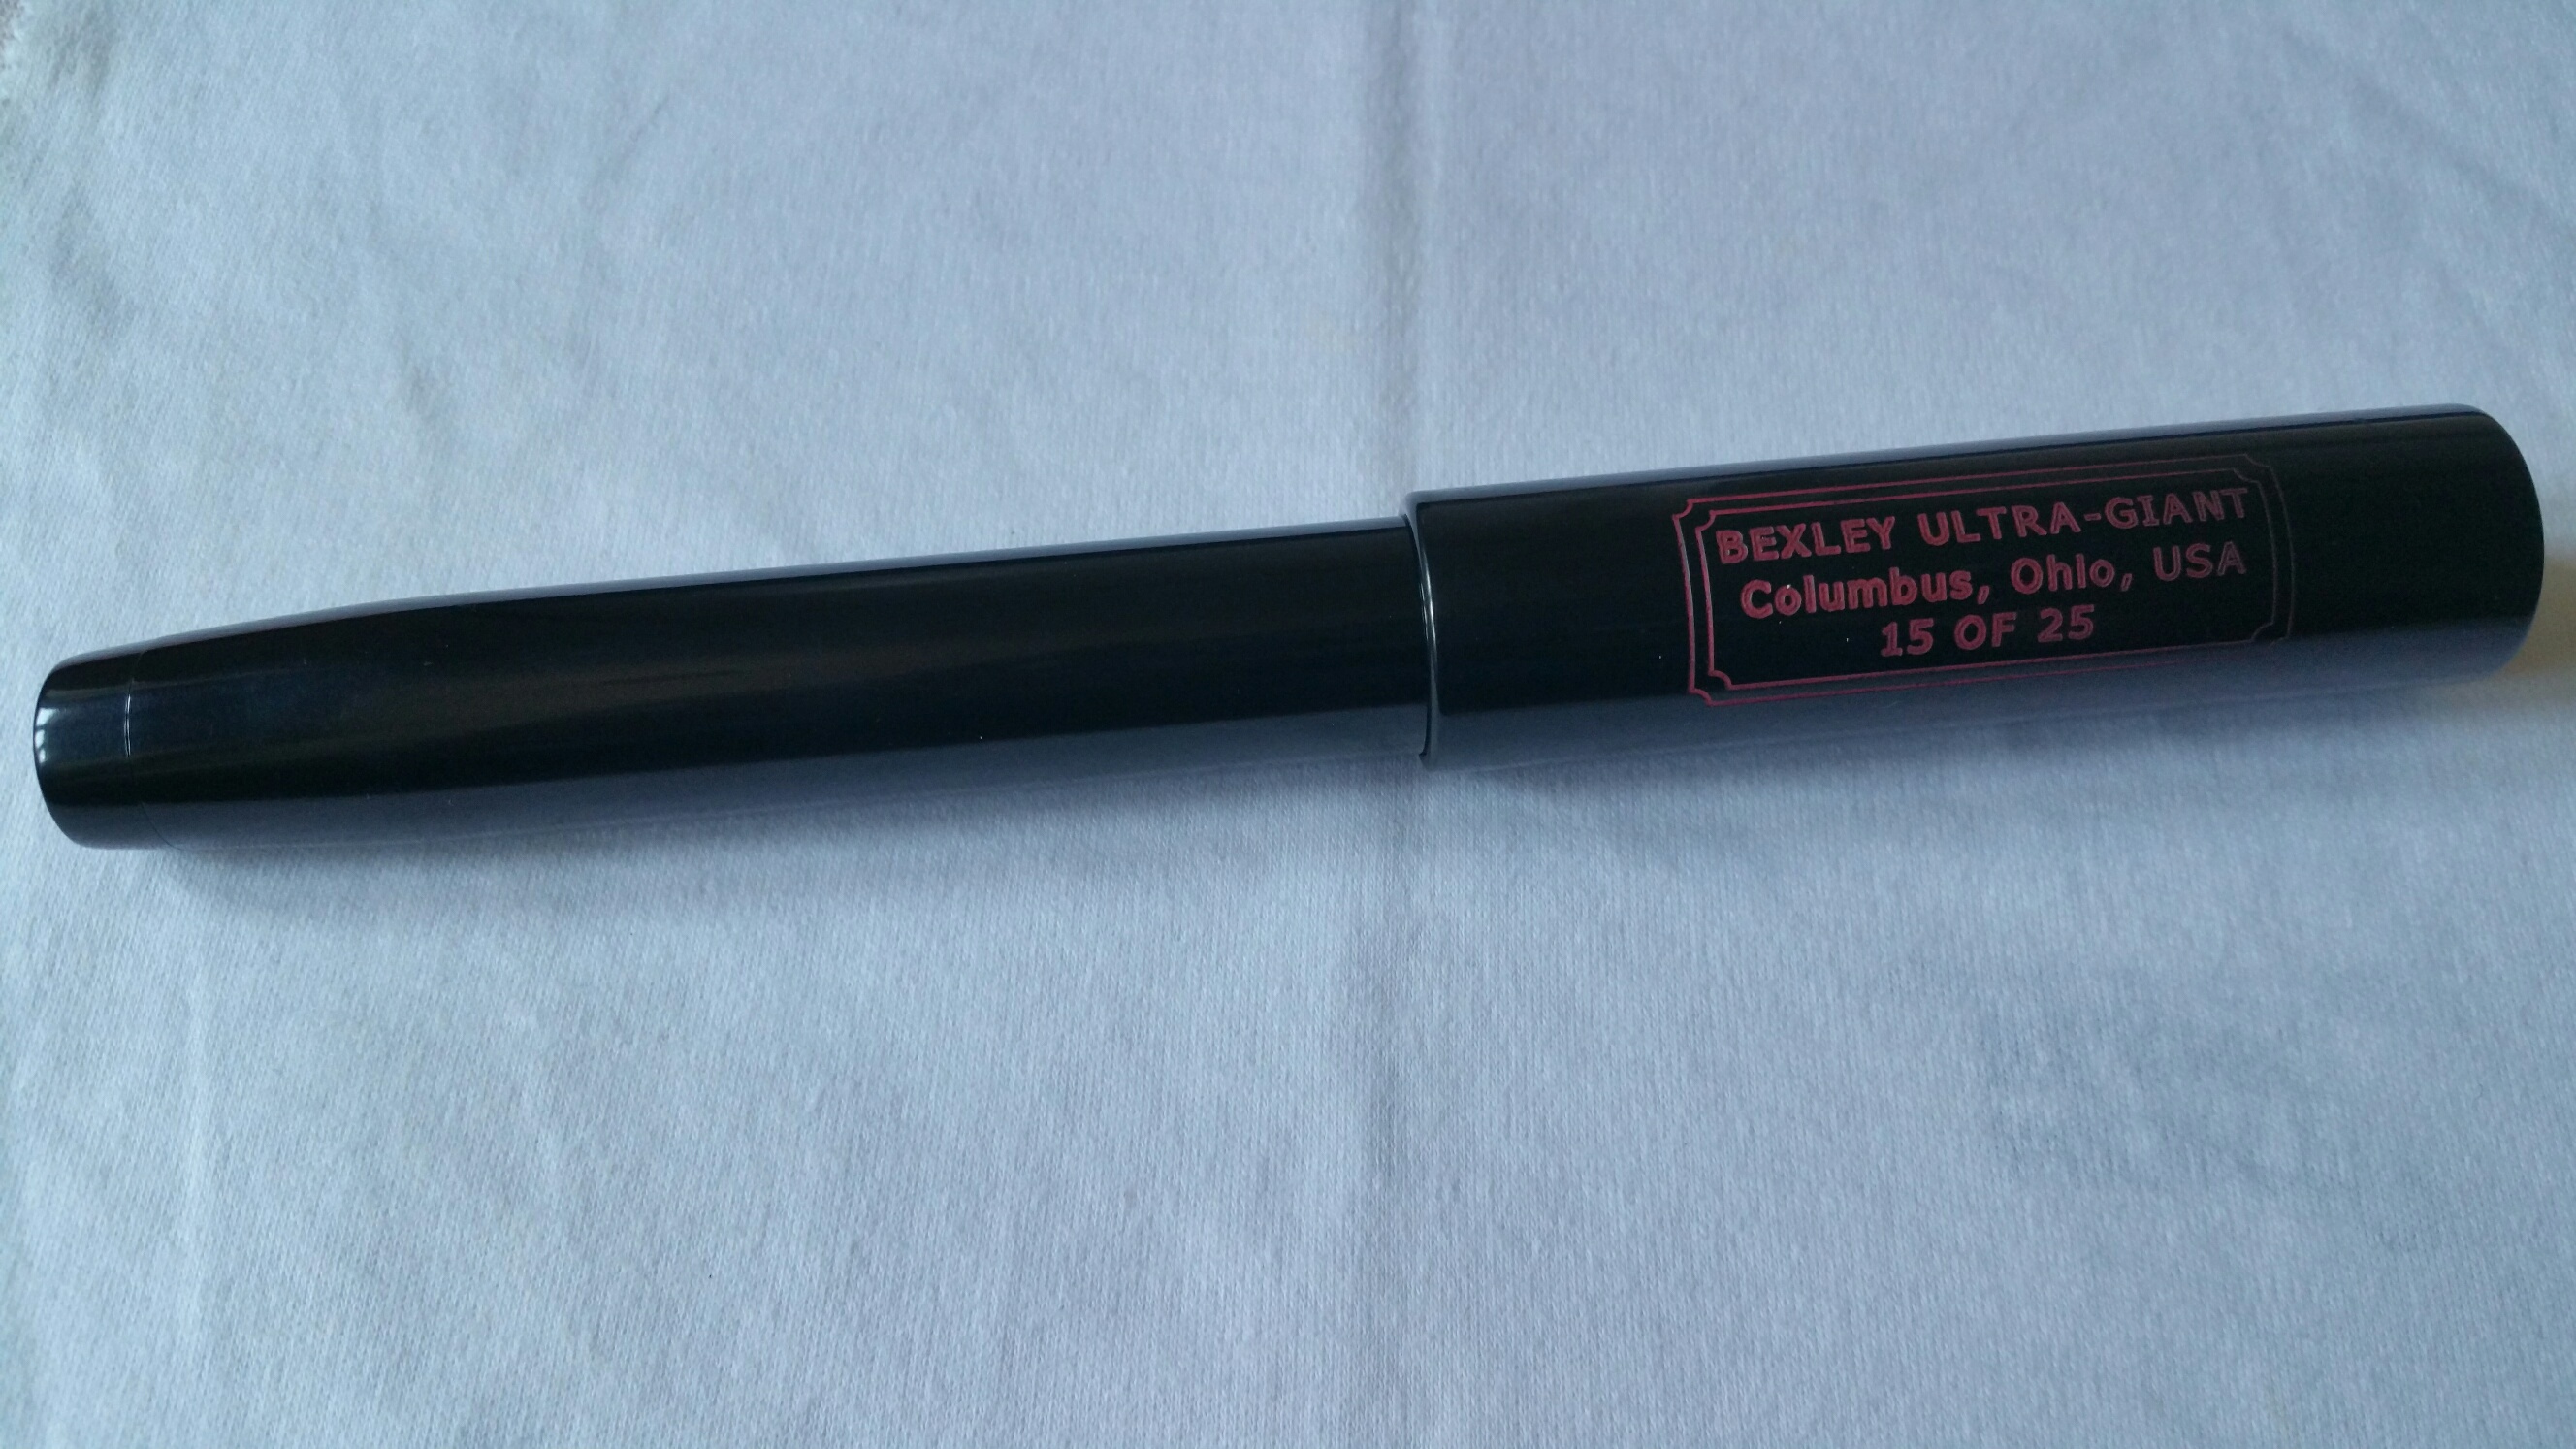 BEXLEY ULTRA-GIANT
Columbus, Ohio, USA
15 OF 25